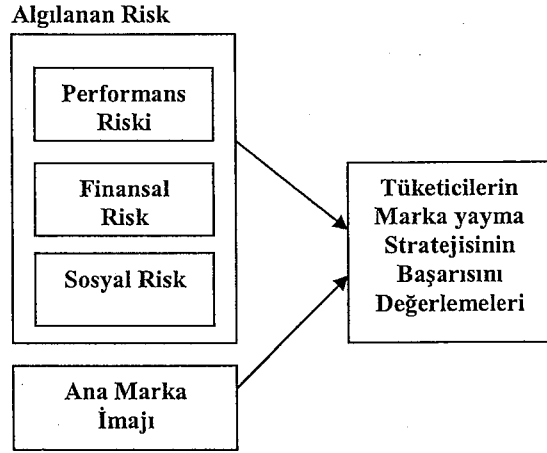 Algılanan Risk
Performans
Riski
Finansal
Risk
Sosyal Risk
Ana Marka
İmajı
Tüketicilerin
Marka yayma
Stratejisinin
Başarısını
Değerlemeleri